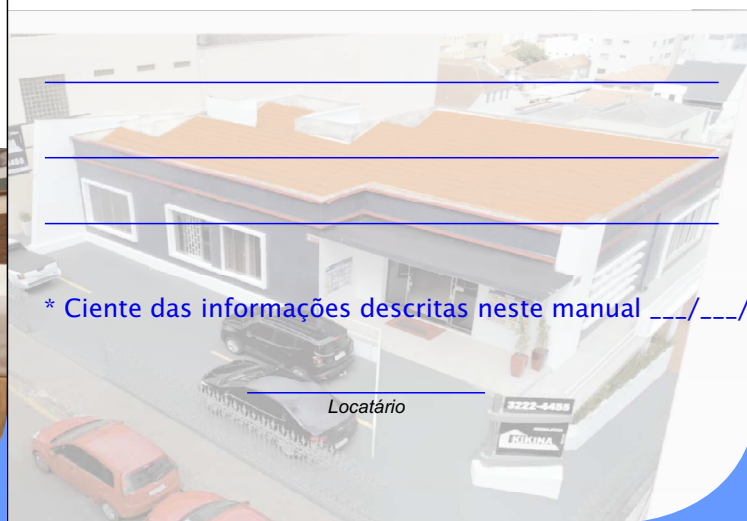 * Ciente das informações descritas neste manual ___/___/
Locatário
3222-4455
KIKINA